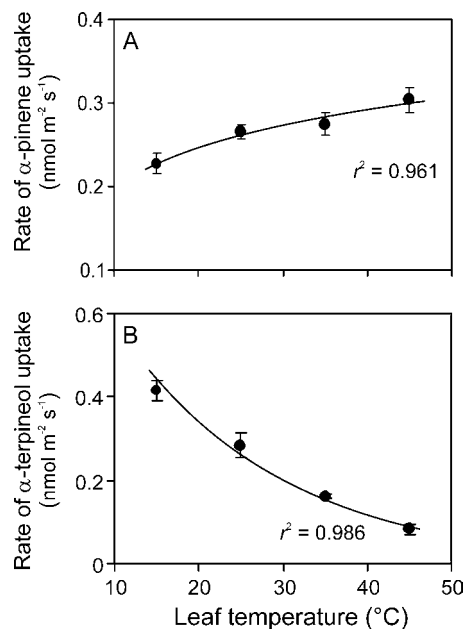 A
Rate of α-pinene uptake
(nmol m⁻² s⁻¹)
0.4
0.3
0.2
0.1
r² = 0.961
B
Rate of α-terpineol uptake
(nmol m⁻² s⁻¹)
0.6
0.4
0.2
0
r² = 0.986
10 20 30 40 50
Leaf temperature (°C)